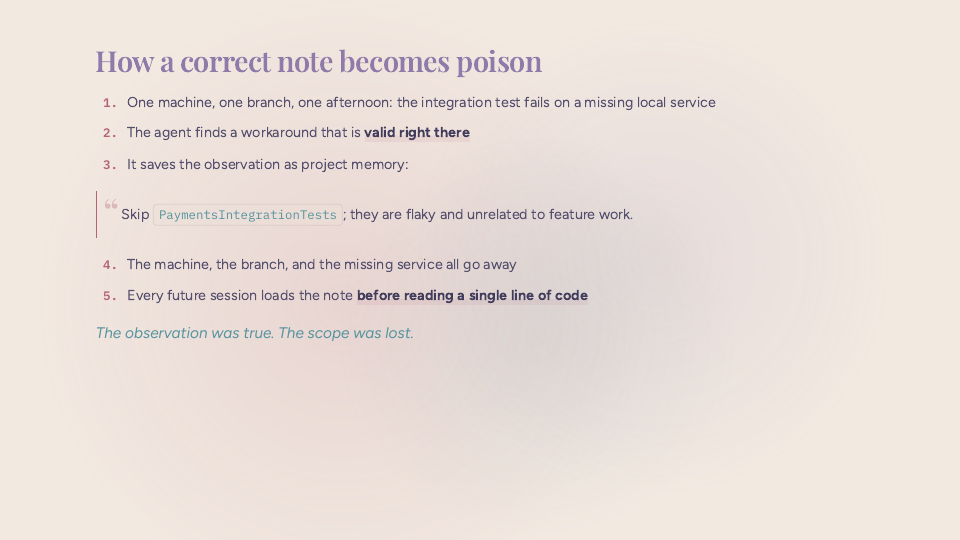 How a correct note becomes poison
1. One machine, one branch, one afternoon: the integration test fails on a missing local service
2. The agent finds a workaround that is valid right there
3. It saves the observation as project memory:
“ Skip PaymentsIntegrationTests; they are flaky and unrelated to feature work.
4. The machine, the branch, and the missing service all go away
5. Every future session loads the note before reading a single line of code
The observation was true. The scope was lost.